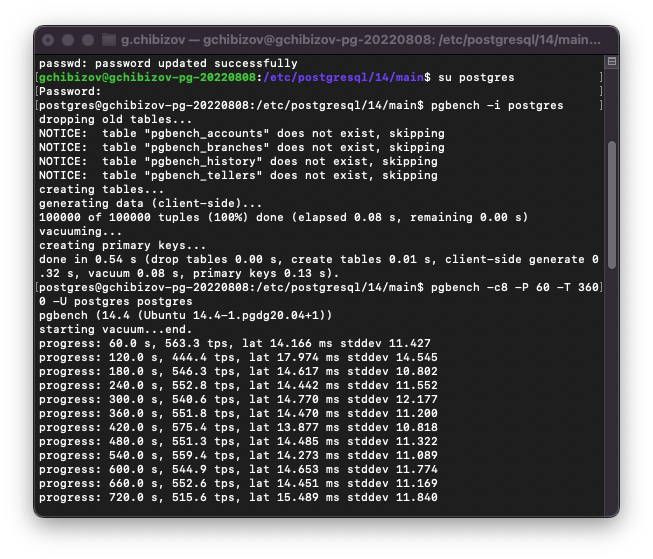 g.chibizov — gchibizov@gchibizov-pg-20220808: /etc/postgresql/14/main...
passwd: password updated successfully
[gchibizov@gchibizov-pg-20220808:/etc/postgresql/14/main$ su postgres ]
[Password: ]
[postgres@gchibizov-pg-20220808:/etc/postgresql/14/main$ pgbench -i postgres ]
dropping old tables...
NOTICE:  table "pgbench_accounts" does not exist, skipping
NOTICE:  table "pgbench_branches" does not exist, skipping
NOTICE:  table "pgbench_history" does not exist, skipping
NOTICE:  table "pgbench_tellers" does not exist, skipping
creating tables...
generating data (client-side)...
100000 of 100000 tuples (100%) done (elapsed 0.08 s, remaining 0.00 s)
vacuuming...
creating primary keys...
done in 0.54 s (drop tables 0.00 s, create tables 0.01 s, client-side generate 0
.32 s, vacuum 0.08 s, primary keys 0.13 s).
[postgres@gchibizov-pg-20220808:/etc/postgresql/14/main$ pgbench -c8 -P 60 -T 360]
0 -U postgres postgres
pgbench (14.4 (Ubuntu 14.4-1.pgdg20.04+1))
starting vacuum...end.
progress: 60.0 s, 563.3 tps, lat 14.166 ms stddev 11.427
progress: 120.0 s, 444.4 tps, lat 17.974 ms stddev 14.545
progress: 180.0 s, 546.3 tps, lat 14.617 ms stddev 10.802
progress: 240.0 s, 552.8 tps, lat 14.442 ms stddev 11.552
progress: 300.0 s, 540.6 tps, lat 14.770 ms stddev 12.177
progress: 360.0 s, 551.8 tps, lat 14.470 ms stddev 11.200
progress: 420.0 s, 575.4 tps, lat 13.877 ms stddev 10.818
progress: 480.0 s, 551.3 tps, lat 14.485 ms stddev 11.322
progress: 540.0 s, 559.4 tps, lat 14.273 ms stddev 11.089
progress: 600.0 s, 544.9 tps, lat 14.653 ms stddev 11.774
progress: 660.0 s, 552.6 tps, lat 14.451 ms stddev 11.169
progress: 720.0 s, 515.6 tps, lat 15.489 ms stddev 11.840